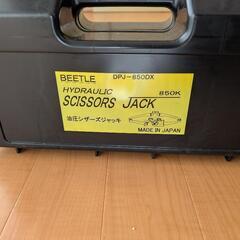 BEETLE DPJ-850DX
HYDRAULIC 850K
SCISSORS JACK
油圧シザーズジャッキ
MADE IN JAPAN